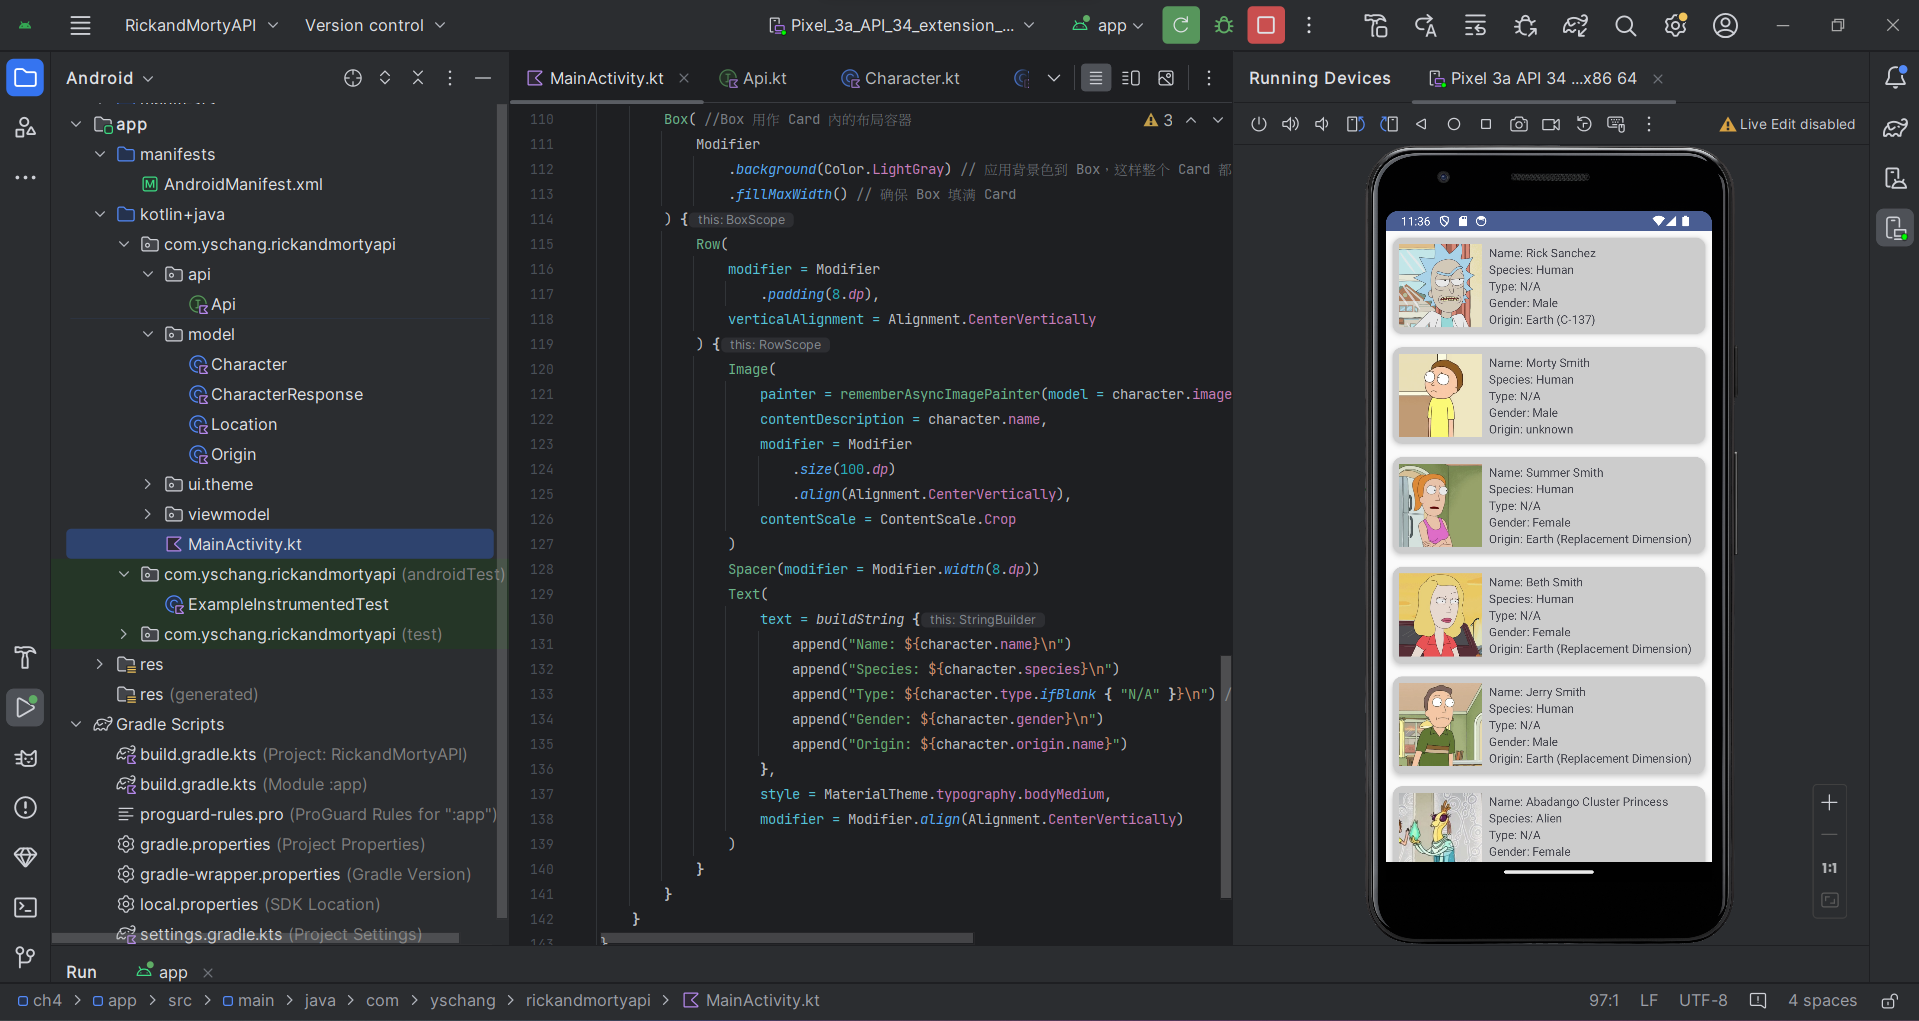 RickandMortyAPI
Version control
Pixel_3a_API_34_extension_...
app
Android
app
manifests
AndroidManifest.xml
kotlin+java
com.yschang.rickandmortyapi
api
Api
model
Character
CharacterResponse
Location
Origin
ui.theme
viewmodel
MainActivity.kt
com.yschang.rickandmortyapi (androidTest)
ExampleInstrumentedTest
com.yschang.rickandmortyapi (test)
res
res (generated)
Gradle Scripts
build.gradle.kts (Project: RickandMortyAPI)
build.gradle.kts (Module :app)
proguard-rules.pro (ProGuard Rules for ":app")
gradle.properties (Project Properties)
gradle-wrapper.properties (Gradle Version)
local.properties (SDK Location)
settings.gradle.kts (Project Settings)
MainActivity.kt
Api.kt
Character.kt
3
110 Box( //Box 用作 Card 內的布局容器
111 Modifier
112 .background(Color.LightGray) // 应用背景色到 Box，这样整个 Card 都
113 .fillMaxWidth() // 确保 Box 填满 Card
114 ) { this: BoxScope
115 Row(
116 modifier = Modifier
117 .padding(8.dp),
118 verticalAlignment = Alignment.CenterVertically
119 ) { this: RowScope
120 Image(
121 painter = rememberAsyncImagePainter(model = character.image
122 contentDescription = character.name,
123 modifier = Modifier
124 .size(100.dp)
125 .align(Alignment.CenterVertically),
126 contentScale = ContentScale.Crop
127 )
128 Spacer(modifier = Modifier.width(8.dp))
129 Text(
130 text = buildString { this: StringBuilder
131 append("Name: ${character.name}\n")
132 append("Species: ${character.species}\n")
133 append("Type: ${character.type.ifBlank { "N/A" }}\n") /
134 append("Gender: ${character.gender}\n")
135 append("Origin: ${character.origin.name}")
136 },
137 style = MaterialTheme.typography.bodyMedium,
138 modifier = Modifier.align(Alignment.CenterVertically)
139 )
140 }
141 }
142 }
143 }
Running Devices
Pixel 3a API 34 ...x86 64
Live Edit disabled
11:36
Name: Rick Sanchez
Species: Human
Type: N/A
Gender: Male
Origin: Earth (C-137)
Name: Morty Smith
Species: Human
Type: N/A
Gender: Male
Origin: unknown
Name: Summer Smith
Species: Human
Type: N/A
Gender: Female
Origin: Earth (Replacement Dimension)
Name: Beth Smith
Species: Human
Type: N/A
Gender: Female
Origin: Earth (Replacement Dimension)
Name: Jerry Smith
Species: Human
Type: N/A
Gender: Male
Origin: Earth (Replacement Dimension)
Name: Abadango Cluster Princess
Species: Alien
Type: N/A
Gender: Female
1:1
Run
app
ch4 > app > src > main > java > com > yschang > rickandmortyapi > MainActivity.kt
97:1 LF UTF-8 4 spaces